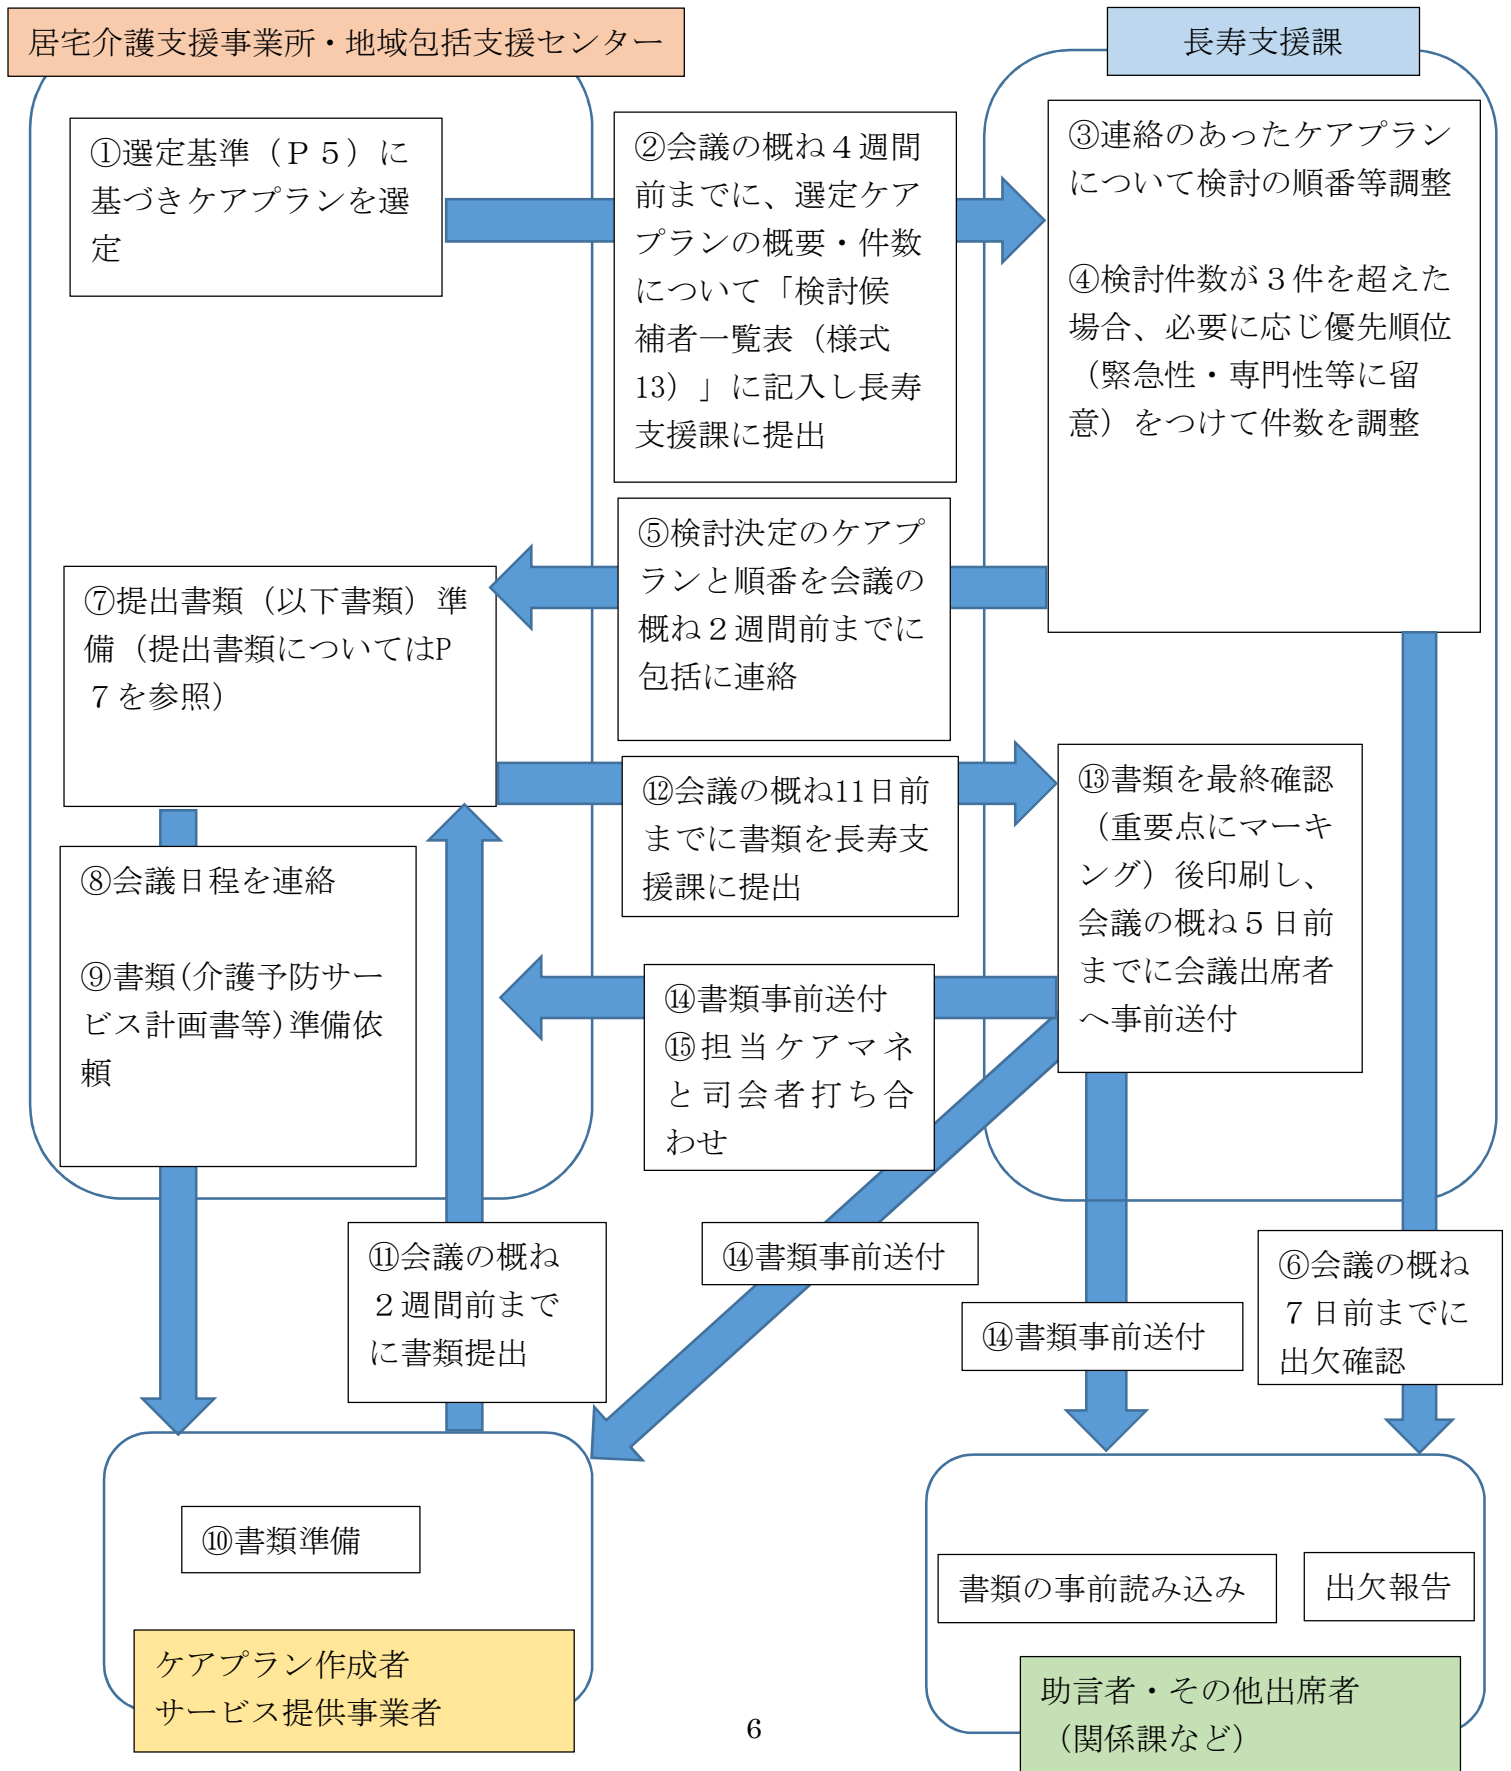 居宅介護支援事業所・地域包括支援センター
長寿支援課
①選定基準（Ｐ５）に
基づきケアプランを選
定
②会議の概ね４週間
前までに、選定ケア
プランの概要・件数
について「検討候
補者一覧表（様式
13）」に記入し長寿
支援課に提出
③連絡のあったケアプラン
について検討の順番等調整
④検討件数が３件を超えた
場合、必要に応じ優先順位
（緊急性・専門性等に留
意）をつけて件数を調整
⑤検討決定のケアプ
ランと順番を会議の
概ね２週間前までに
包括に連絡
⑦提出書類（以下書類）準
備（提出書類についてはP
７を参照）
⑫会議の概ね11日前
までに書類を長寿支
援課に提出
⑬書類を最終確認
（重要点にマーキ
ング）後印刷し、
会議の概ね５日前
までに会議出席者
へ事前送付
⑧会議日程を連絡
⑨書類(介護予防サー
ビス計画書等)準備依
頼
⑭書類事前送付
⑮担当ケアマネ
と司会者打ち合
わせ
⑪会議の概ね
２週間前まで
に書類提出
⑭書類事前送付
⑭書類事前送付
⑥会議の概ね
７日前までに
出欠確認
⑩書類準備
書類の事前読み込み
出欠報告
ケアプラン作成者
サービス提供事業者
助言者・その他出席者
（関係課など）
6